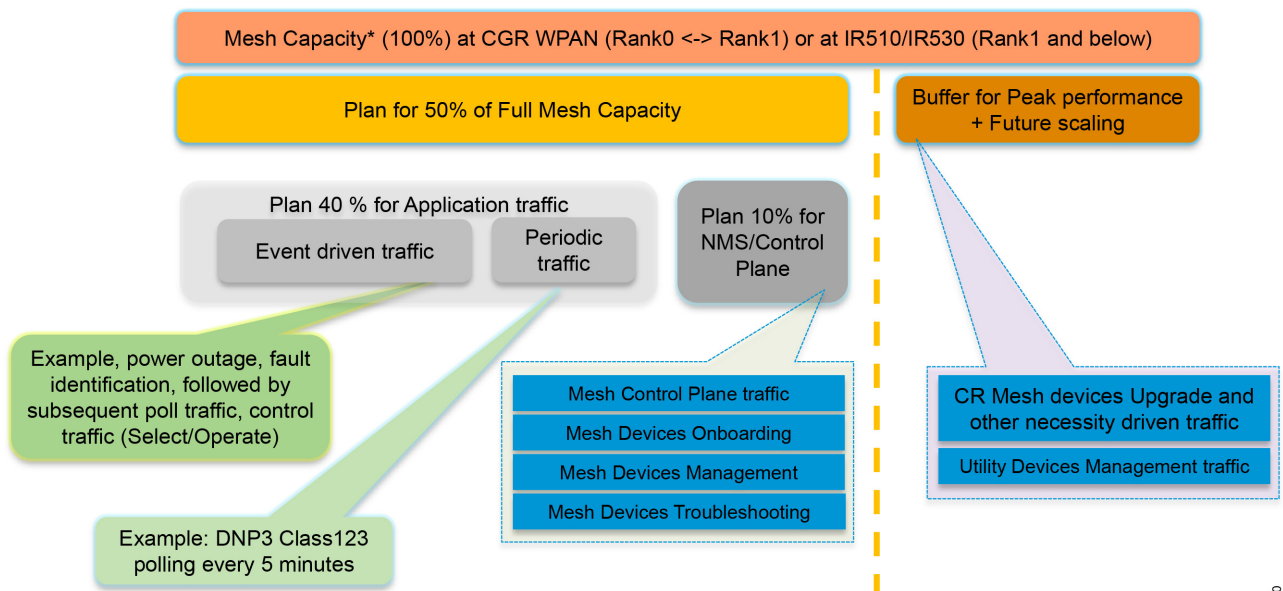 Mesh Capacity* (100%) at CGR WPAN (Rank0 <-> Rank1) or at IR510/IR530 (Rank1 and below)
Plan for 50% of Full Mesh Capacity
Buffer for Peak performance
+ Future scaling
Plan 40 % for Application traffic
Event driven traffic
Periodic
traffic
Plan 10% for
NMS/Control
Plane
Example, power outage, fault
identification, followed by
subsequent poll traffic, control
traffic (Select/Operate)
Example: DNP3 Class123
polling every 5 minutes
Mesh Control Plane traffic
Mesh Devices Onboarding
Mesh Devices Management
Mesh Devices Troubleshooting
CR Mesh devices Upgrade and
other necessity driven traffic
Utility Devices Management traffic